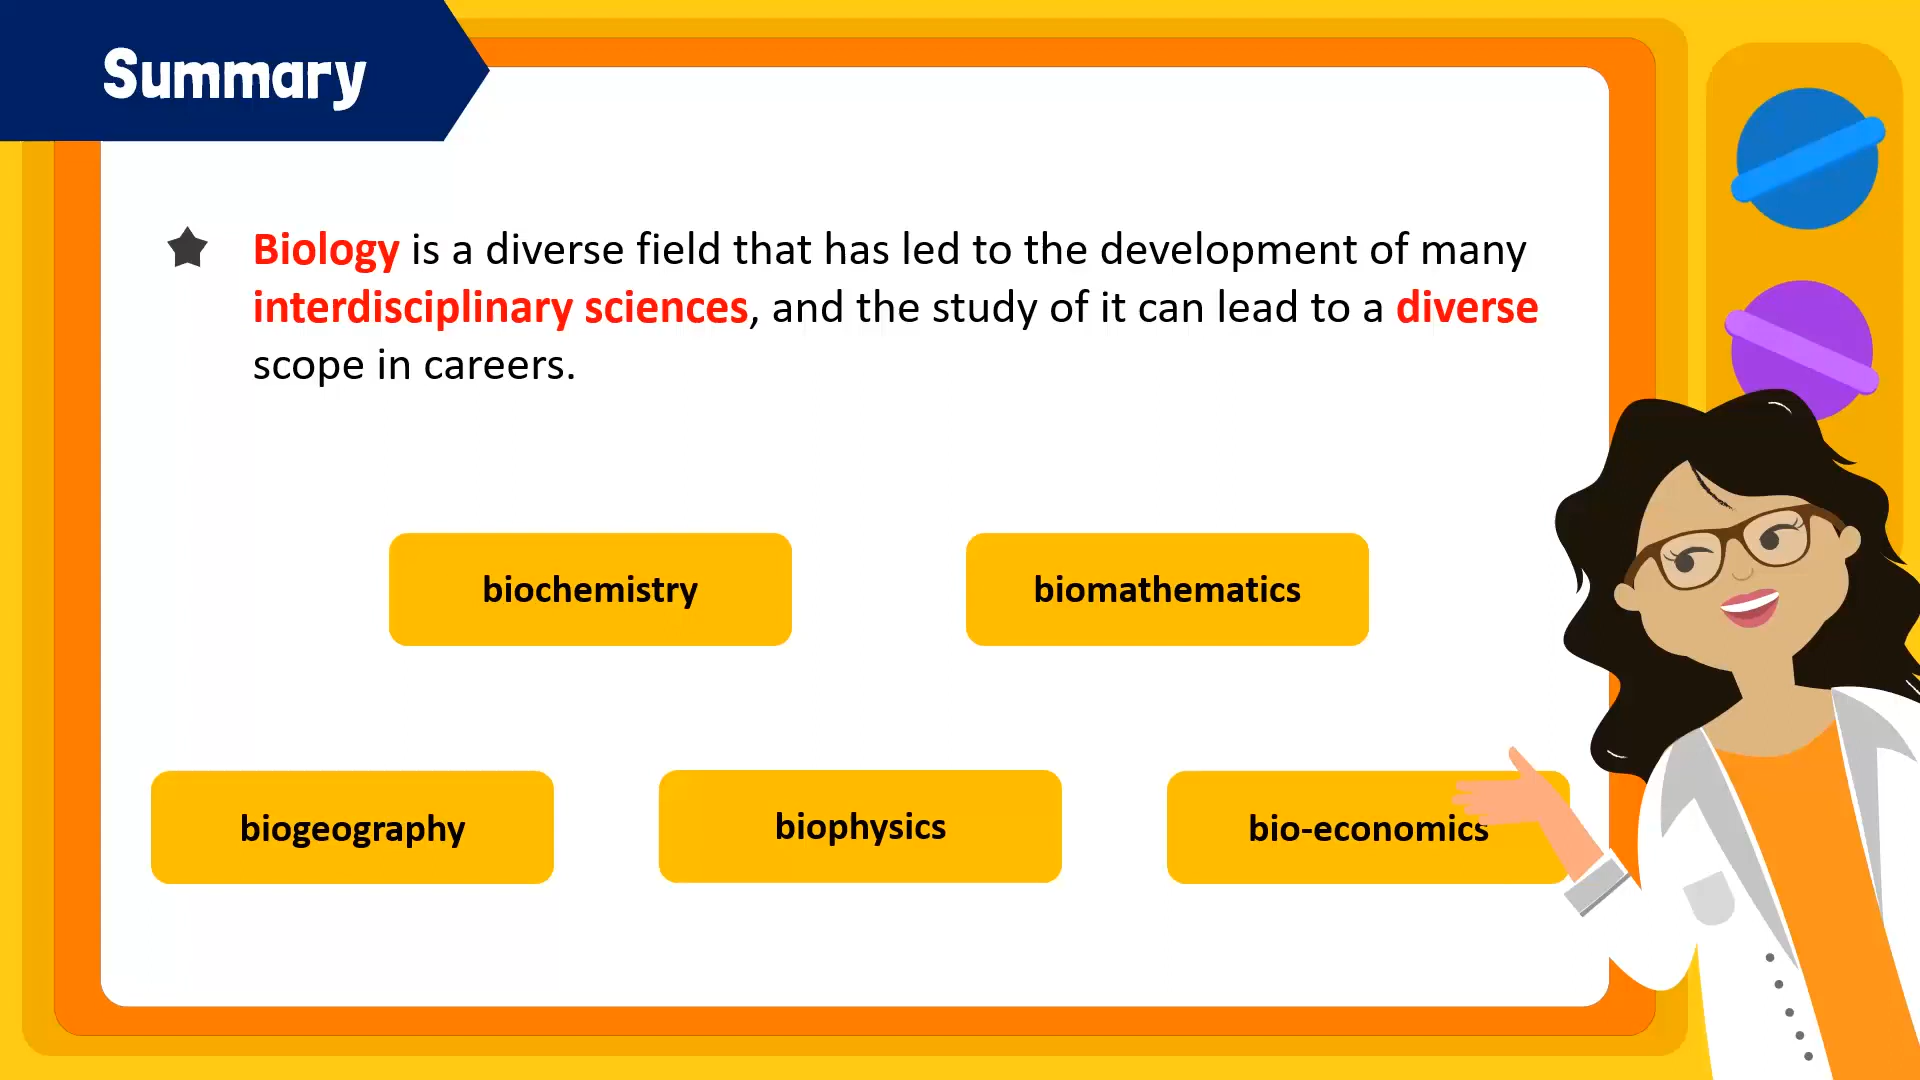 Summary
Biology is a diverse field that has led to the development of many
interdisciplinary sciences, and the study of it can lead to a diverse
scope in careers.
biochemistry
biomathematics
biogeography
biophysics
bio-economics